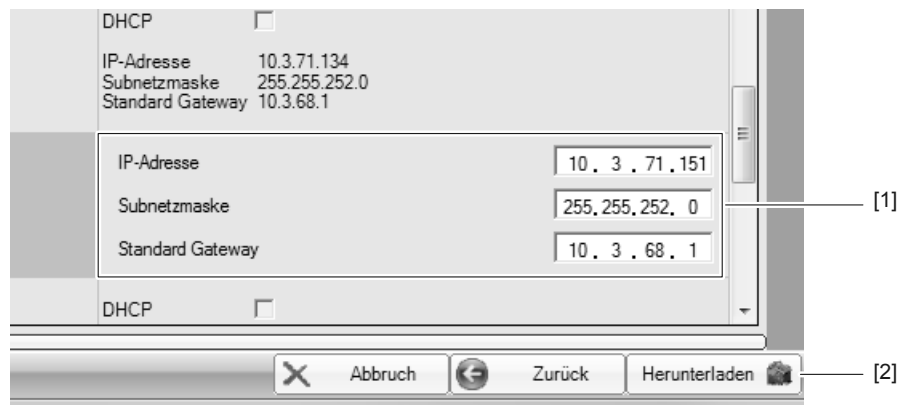 DHCP
IP-Adresse 10.3.71.134
Subnetzmaske 255.255.252.0
Standard Gateway 10.3.68.1
IP-Adresse 10 . 3 . 71 . 151
Subnetzmaske 255 . 255 . 252 . 0
[1]
Standard Gateway 10 . 3 . 68 . 1
DHCP
Abbruch Zurück Herunterladen [2]